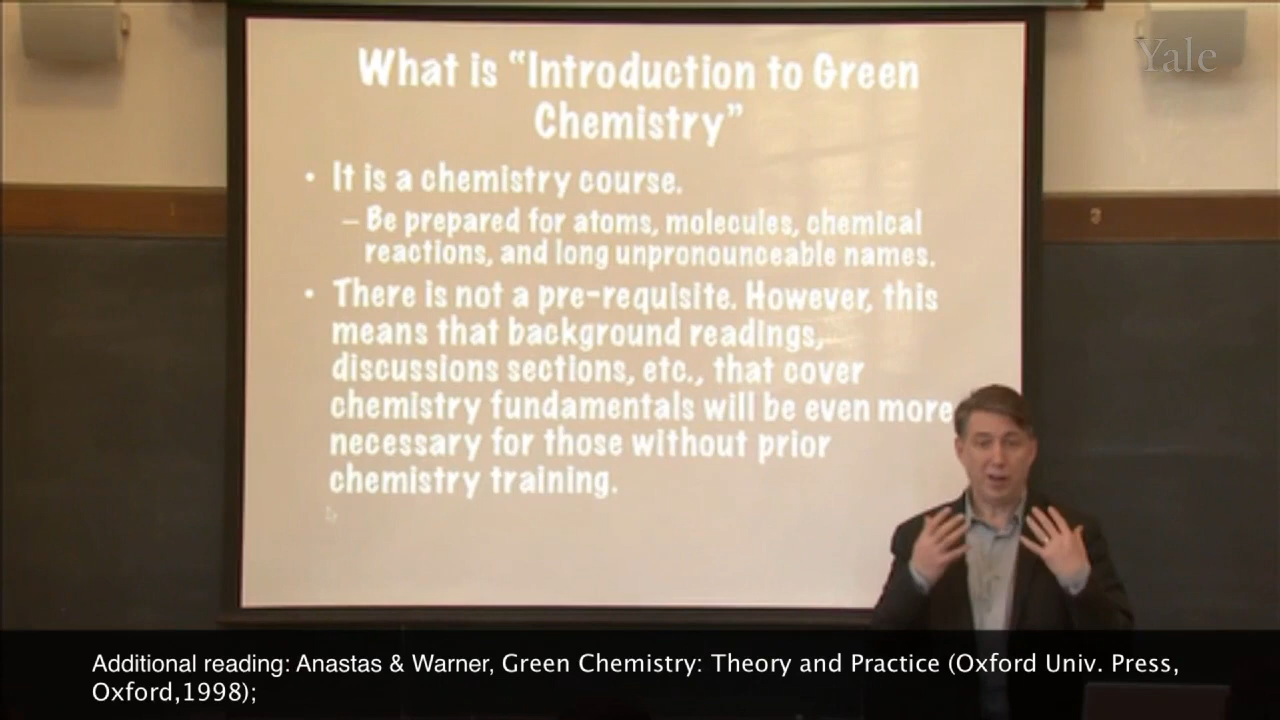 Yale
What is “Introduction to Green
Chemistry”
• It is a chemistry course.
– Be prepared for atoms, molecules, chemical
reactions, and long unpronounceable names.
• There is not a pre-requisite. However, this
means that background readings,
discussions sections, etc., that cover
chemistry fundamentals will be even more
necessary for those without prior
chemistry training.
Additional reading: Anastas & Warner, Green Chemistry: Theory and Practice (Oxford Univ. Press,
Oxford,1998);